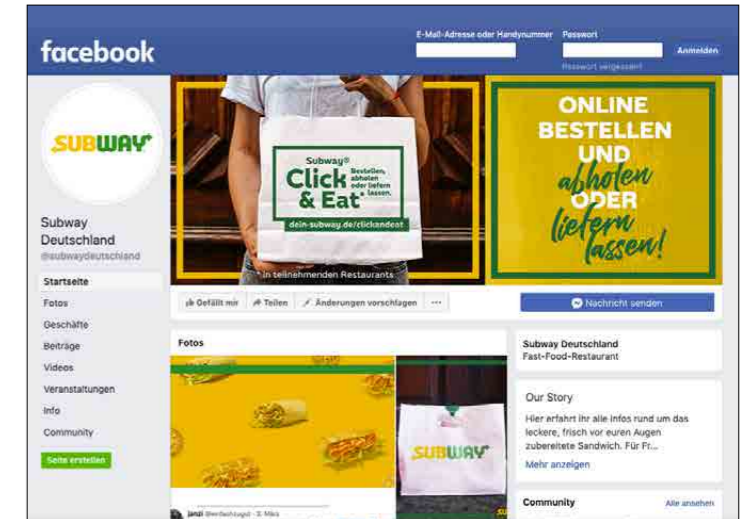 facebook
E-Mail-Adresse oder Handynummer
Passwort
Anmelden
Passwort vergessen?
SUBWAY
Subway
Deutschland
@subwaydeutschland
Startseite
Fotos
Geschäfte
Beiträge
Videos
Veranstaltungen
Info
Community
Seite erstellen
Subway®
Click
& Eat*
Bestellen,
abholen
oder liefern
lassen.
dein-subway.de/clickandeat
* In teilnehmenden Restaurants
ONLINE
BESTELLEN
UND
abholen
ODER
liefern
lassen!
Gefällt mir
Teilen
Änderungen vorschlagen
Nachricht senden
Fotos
SUBWAY
Subway Deutschland
Fast-Food-Restaurant
Our Story
Hier erfahrt ihr alle Infos rund um das
leckere, frisch vor euren Augen
zubereitete Sandwich. Für Fr...
Mehr anzeigen
Community
Alle ansehen